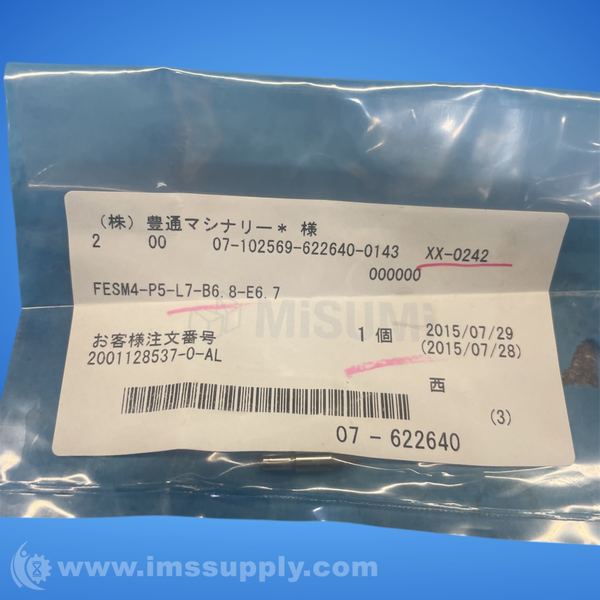 (株) 豊通マシナリー* 様
2 00 07-102569-622640-0143 XX-0242
000000
FESM4-P5-L7-B6.8-E6.7
MiSUMi
お客様注文番号 1個 2015/07/29
2001128537-0-AL (2015/07/28)
西
(3)
07-622640
www.imssupply.com